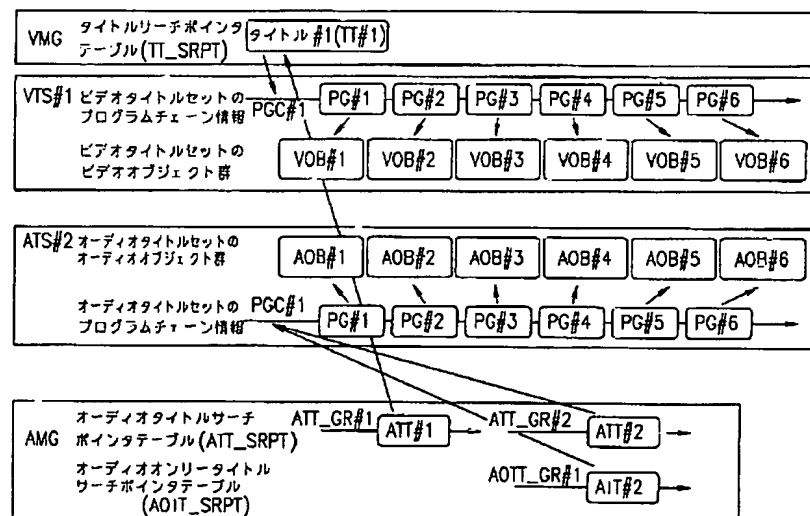 VMG
タイトルサーチポインタ
テーブル(TT_SRPT)
タイトル#1(TT#1)
VTS#1 ビデオタイトルセットの
プログラムチェーン情報
PGC#1
PG#1 PG#2 PG#3 PG#4 PG#5 PG#6
ビデオタイトルセットの
ビデオオブジェクト群
VOB#1 VOB#2 VOB#3 VOB#4 VOB#5 VOB#6
ATS#2 オーディオタイトルセットの
オーディオオブジェクト群
AOB#1 AOB#2 AOB#3 AOB#4 AOB#5 AOB#6
オーディオタイトルセットの
プログラムチェーン情報
PGC#1
PG#1 PG#2 PG#3 PG#4 PG#5 PG#6
AMG
オーディオタイトルサーチ
ポインタテーブル(ATT_SRPT)
ATT_GR#1 ATT#1 ATT_GR#2 ATT#2
オーディオオンリータイトル
サーチポインタテーブル
(AOIT_SRPT)
AOTT_GR#1 AIT#2